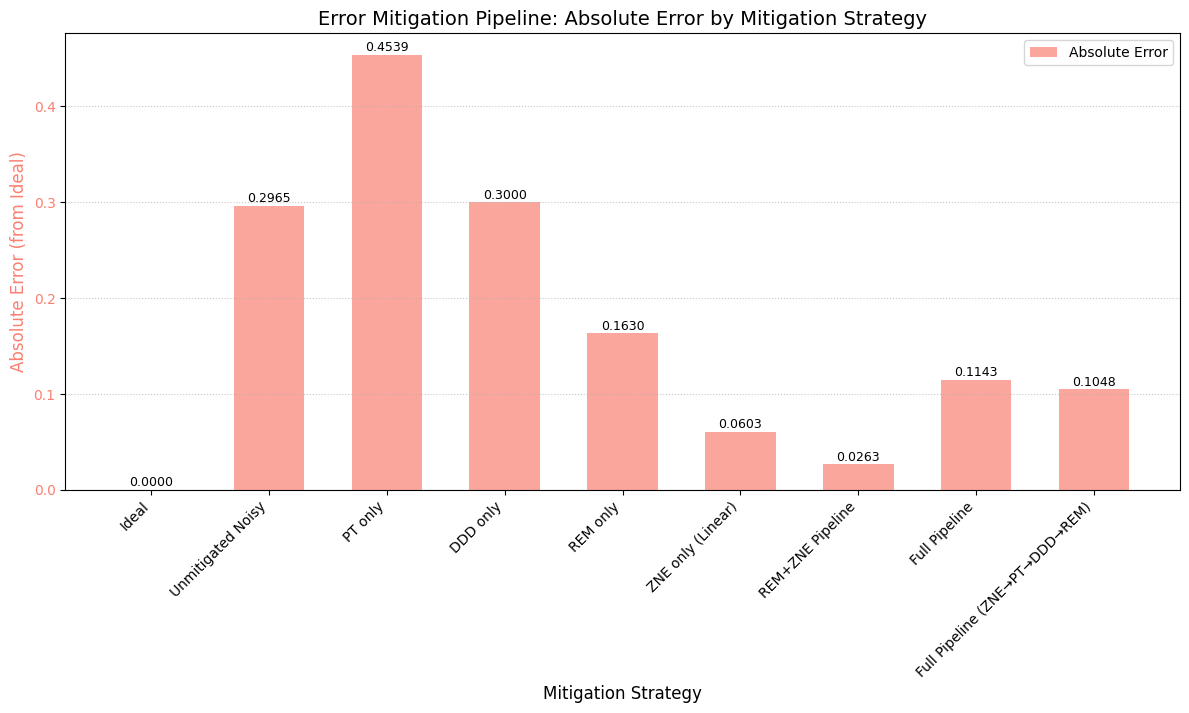 Error Mitigation Pipeline: Absolute Error by Mitigation Strategy
Absolute Error
Absolute Error (from Ideal)
0.4
0.3
0.2
0.1
0.0
0.0000
0.2965
0.4539
0.3000
0.1630
0.0603
0.0263
0.1143
0.1048
Ideal
Unmitigated Noisy
PT only
DDD only
REM only
ZNE only (Linear)
REM+ZNE Pipeline
Full Pipeline
Full Pipeline (ZNE→PT→DDD→REM)
Mitigation Strategy